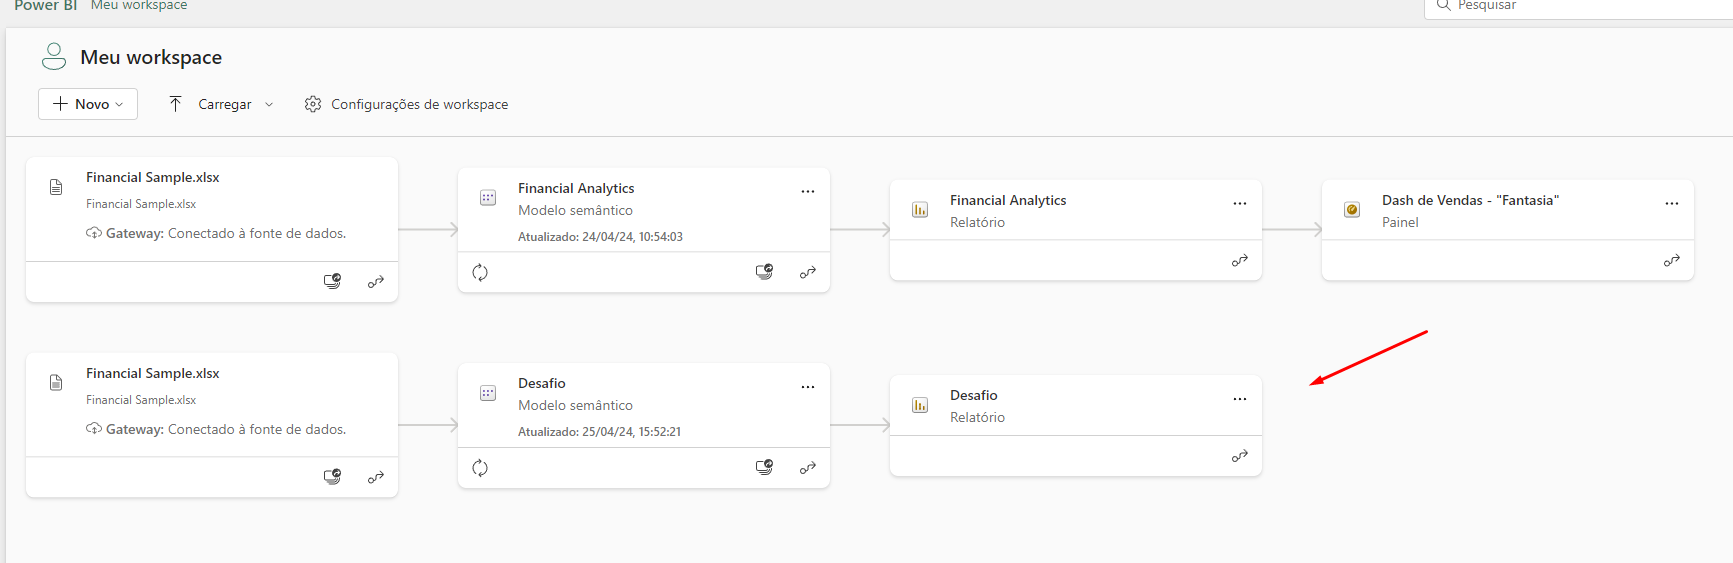 Power BI Meu workspace
Pesquisar
Meu workspace
Novo Carregar Configurações de workspace
Financial Sample.xlsx
Financial Sample.xlsx
Gateway: Conectado à fonte de dados.
Financial Analytics
Modelo semântico
Atualizado: 24/04/24, 10:54:03
Financial Analytics
Relatório
Dash de Vendas - "Fantasia"
Painel
Financial Sample.xlsx
Financial Sample.xlsx
Gateway: Conectado à fonte de dados.
Desafio
Modelo semântico
Atualizado: 25/04/24, 15:52:21
Desafio
Relatório